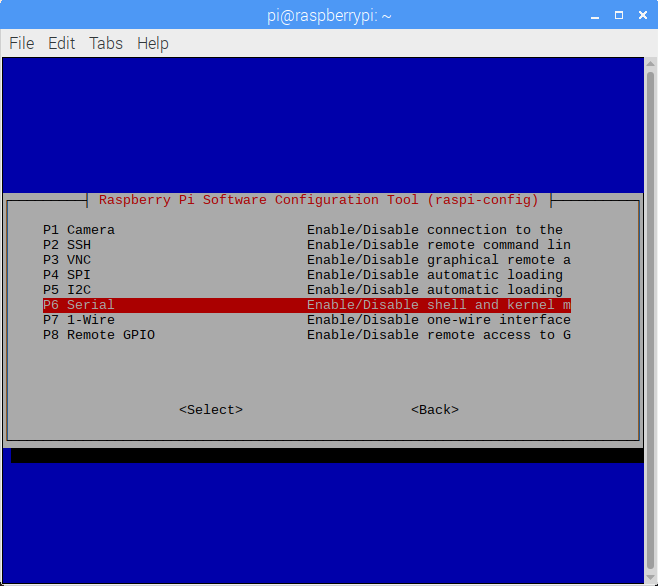 pi@raspberrypi: ~
File Edit Tabs Help
Raspberry Pi Software Configuration Tool (raspi-config)
P1 Camera Enable/Disable connection to the
P2 SSH Enable/Disable remote command lin
P3 VNC Enable/Disable graphical remote a
P4 SPI Enable/Disable automatic loading
P5 I2C Enable/Disable automatic loading
P6 Serial Enable/Disable shell and kernel m
P7 1-Wire Enable/Disable one-wire interface
P8 Remote GPIO Enable/Disable remote access to G
<Select> <Back>